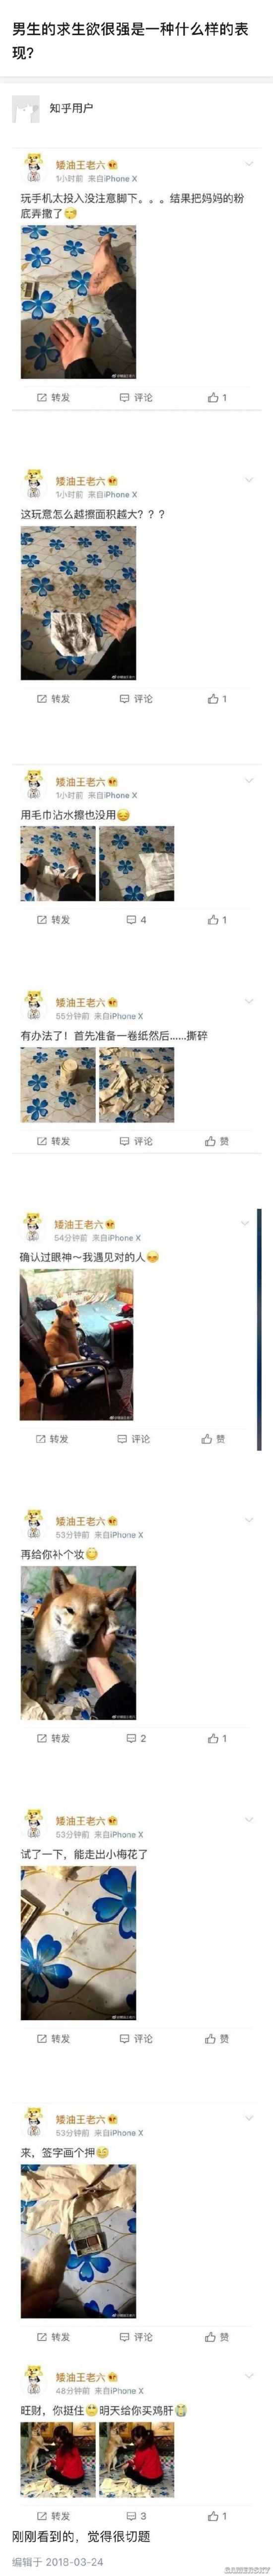 男生的求生欲很强是一种什么样的表
现?
知乎用户
矮油王老六
1小时前 来自iPhone X
玩手机太投入没注意脚下。。。结果把妈妈的粉
底弄撒了
转发 评论 1
矮油王老六
1小时前 来自iPhone X
这玩意怎么越擦面积越大？？？
转发 评论 1
矮油王老六
1小时前 来自iPhone X
用毛巾沾水擦也没用
转发 4 1
矮油王老六
55分钟前 来自iPhone X
有办法了！首先准备一卷纸然后......撕碎
转发 评论 赞
矮油王老六
54分钟前 来自iPhone X
确认过眼神～我遇见对的人
转发 评论 赞
矮油王老六
53分钟前 来自iPhone X
再给你补个妆
转发 2 1
矮油王老六
53分钟前 来自iPhone X
试了一下，能走出小梅花了
转发 评论 赞
矮油王老六
53分钟前 来自iPhone X
来，签字画个押
转发 评论 赞
矮油王老六
48分钟前 来自iPhone X
旺财，你挺住 明天给你买鸡肝
转发 3 1
刚刚看到的，觉得很切题
编辑于 2018-03-24
GAMERSKY